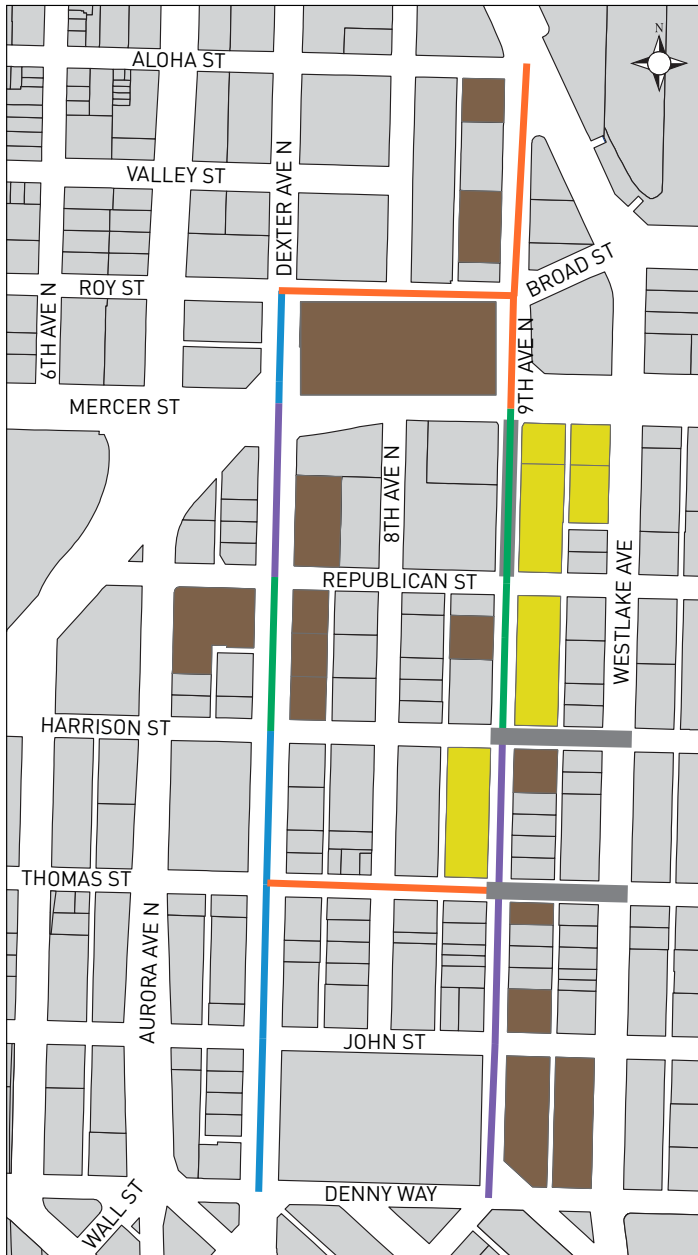 N
ALOHA ST
VALLEY ST
DEXTER AVE N
BROAD ST
ROY ST
6TH AVE N
9TH AVE N
MERCER ST
8TH AVE N
REPUBLICAN ST
WESTLAKE AVE
HARRISON ST
THOMAS ST
AURORA AVE N
JOHN ST
DENNY WAY
WALL ST